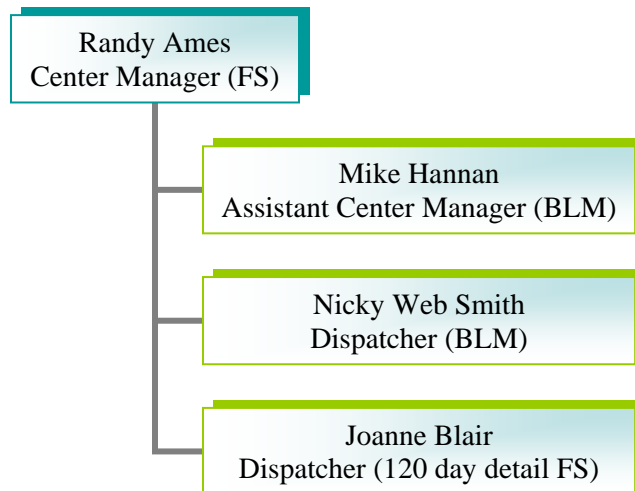 Randy Ames
Center Manager (FS)
Mike Hannan
Assistant Center Manager (BLM)
Nicky Web Smith
Dispatcher (BLM)
Joanne Blair
Dispatcher (120 day detail FS)